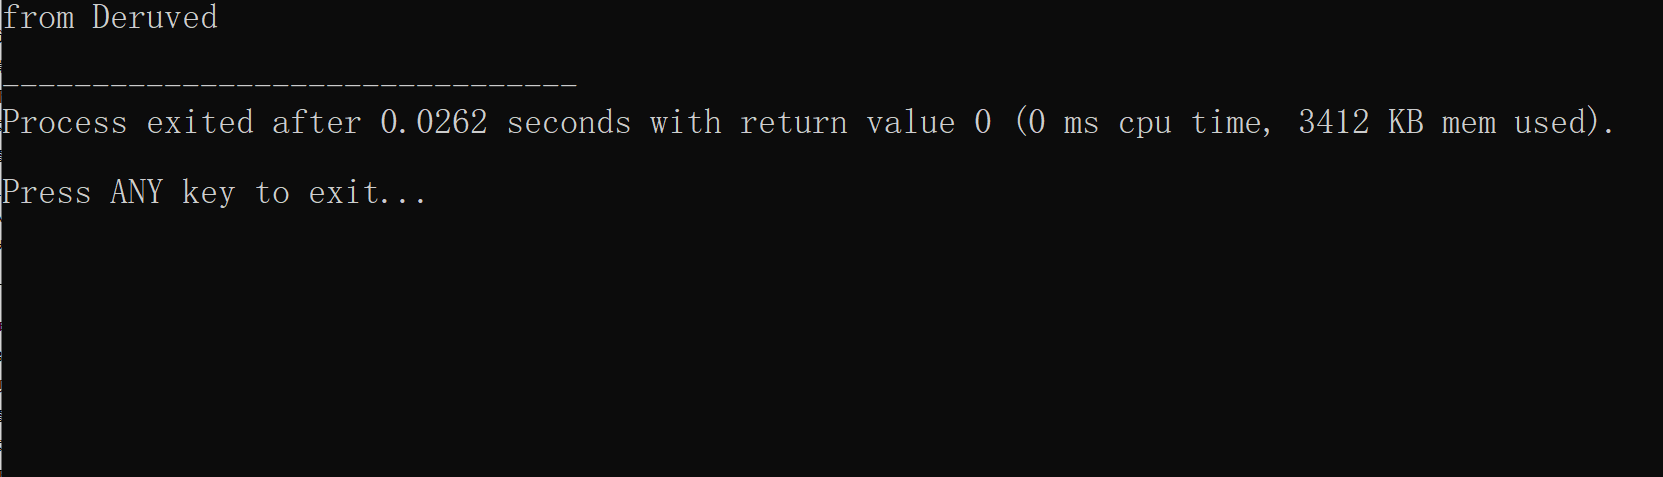 from Deruved
--------------------------------
Process exited after 0.0262 seconds with return value 0 (0 ms cpu time, 3412 KB mem used).
Press ANY key to exit...